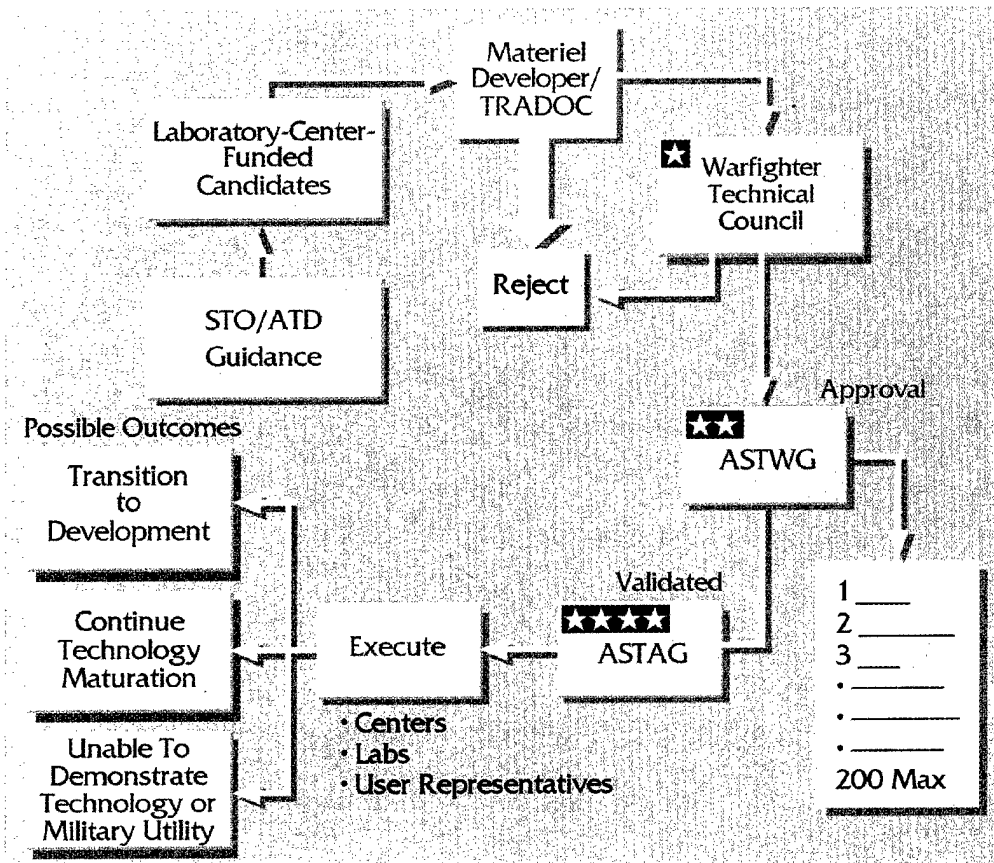 Materiel
Developer/
TRADOC
Laboratory-Center-
Funded
Candidates
Warfighter
Technical
Council
Reject
STO/ATD
Guidance
Approval
ASTWG
Possible Outcomes
Transition
to
Development
Validated
ASTAG
Execute
• Centers
• Labs
• User Representatives
Continue
Technology
Maturation
Unable To
Demonstrate
Technology or
Military Utility
1
2
3
•
•
•
200 Max